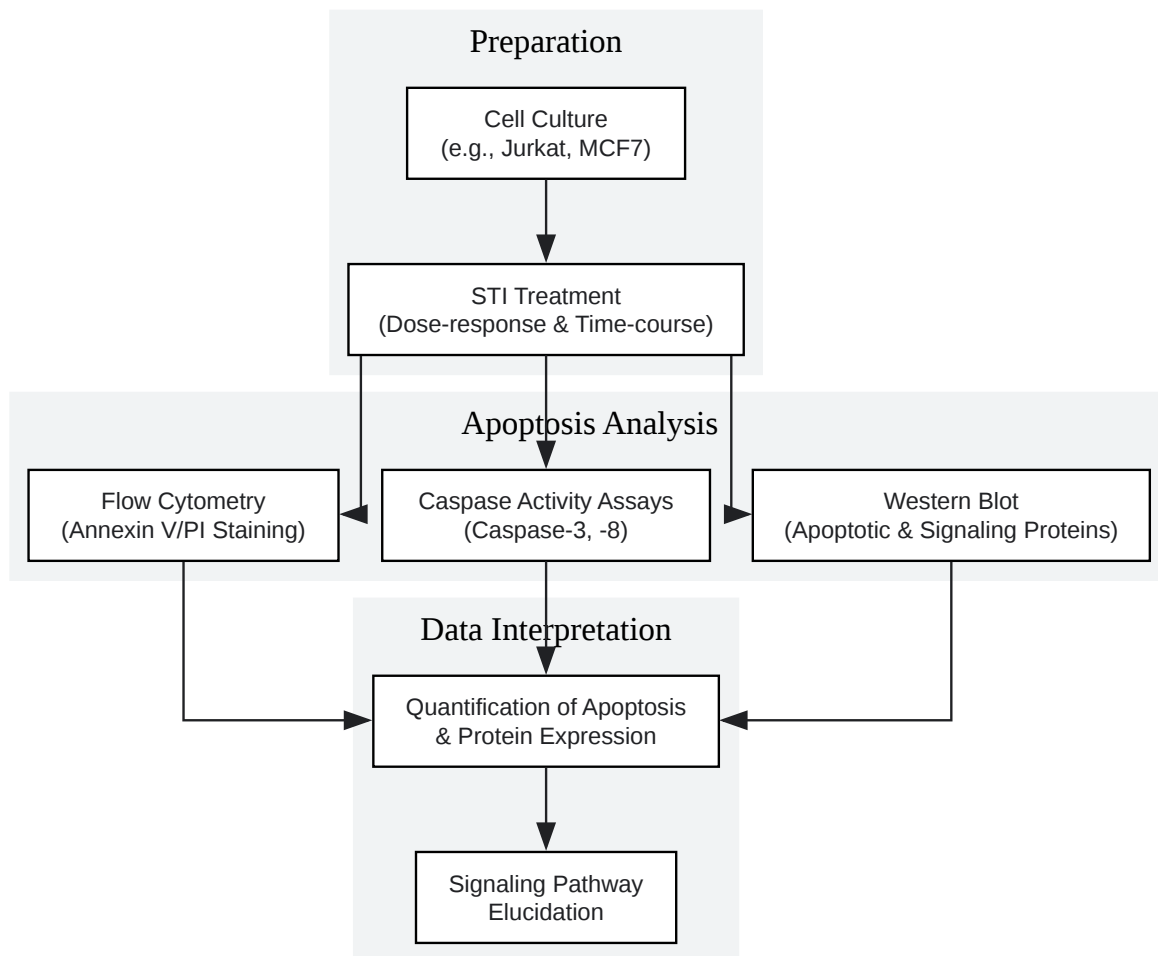 Preparation
Cell Culture
(e.g., Jurkat, MCF7)
STI Treatment
(Dose-response & Time-course)
Apoptosis Analysis
Flow Cytometry
(Annexin V/PI Staining)
Caspase Activity Assays
(Caspase-3, -8)
Western Blot
(Apoptotic & Signaling Proteins)
Data Interpretation
Quantification of Apoptosis
& Protein Expression
Signaling Pathway
Elucidation